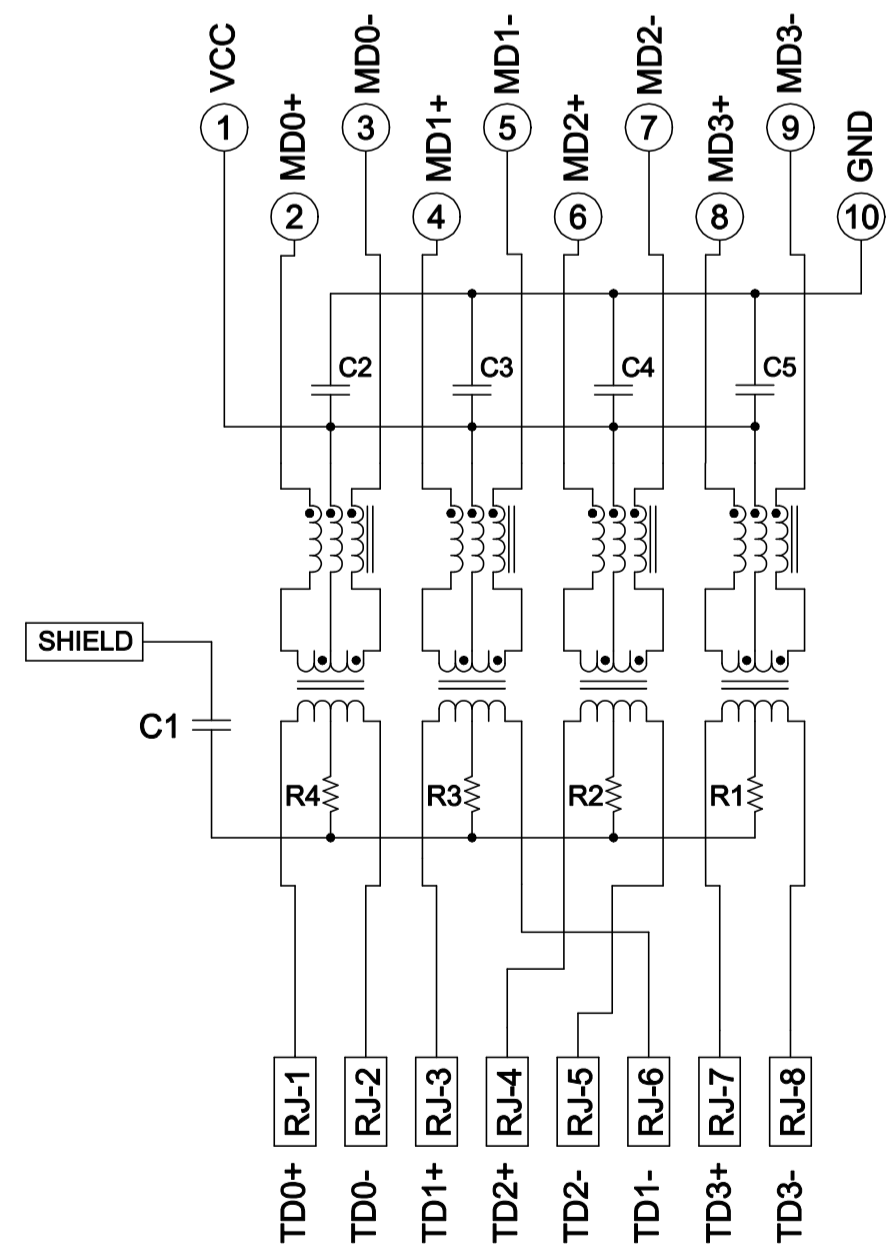 VCC
MD0-
MD1-
MD2-
MD3-
1
MD0+
3
MD1+
5
MD2+
7
MD3+
9
GND
2
4
6
8
10
C2
C3
C4
C5
SHIELD
C1
R4
R3
R2
R1
RJ-1
RJ-2
RJ-3
RJ-4
RJ-5
RJ-6
RJ-7
RJ-8
TD0+
TD0-
TD1+
TD2+
TD2-
TD1-
TD3+
TD3-